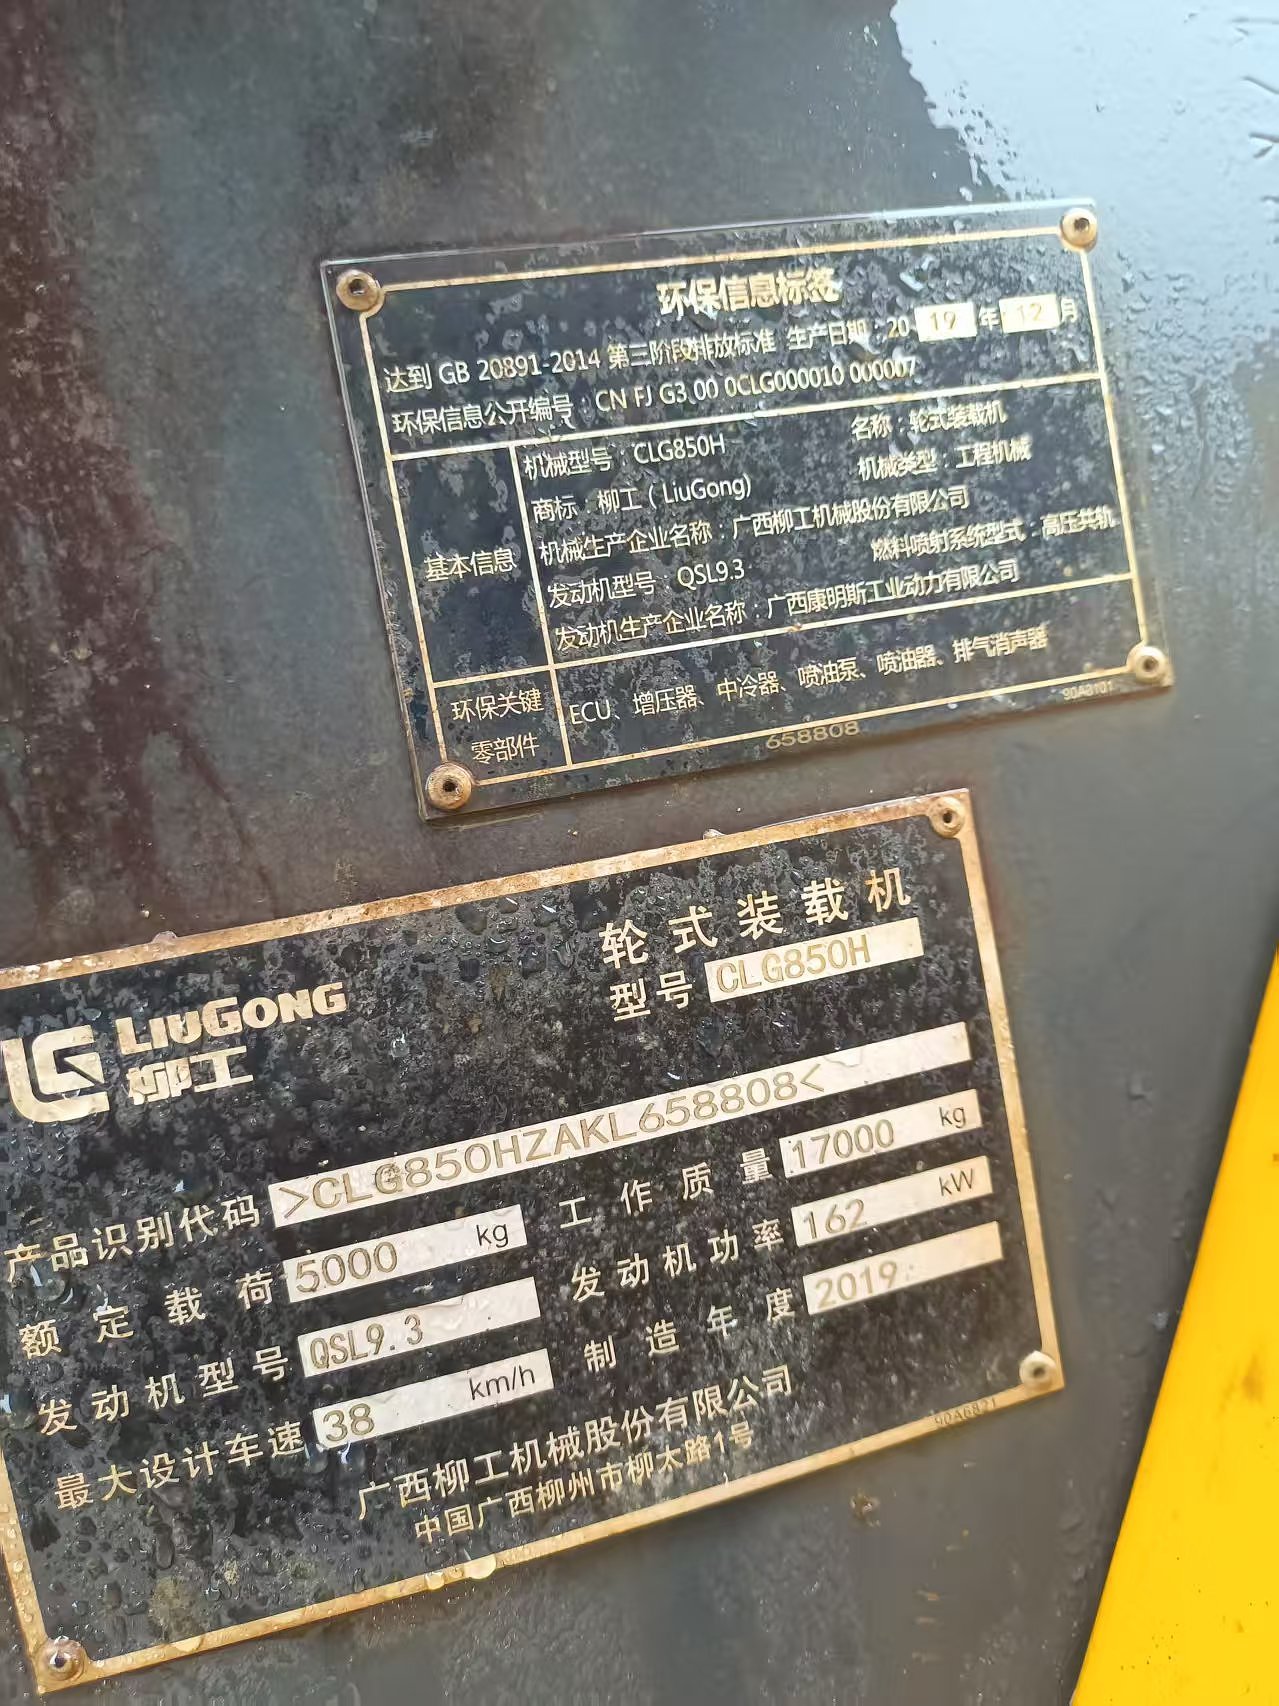 环保信息标签
达到 GB 20891-2014 第三阶段排放标准 生产日期：20 19 年 12 月
环保信息公开编号：CN FJ G3 00 0CLG000010 000007
基本信息
机械型号：CLG850H 名称：轮式装载机
商标：柳工（LiuGong） 机械类型：工程机械
机械生产企业名称：广西柳工机械股份有限公司
发动机型号：QSL9.3 燃料喷射系统型式：高压共轨
发动机生产企业名称：广西康明斯工业动力有限公司
环保关键零部件
ECU、增压器、中冷器、喷油泵、喷油器、排气消声器
658808
90A0101
LIUGONG
柳工
轮式装载机
型号 CLG850H
产品识别代码 >CLG850HZAKL658808<
额定载荷 5000 kg 工作质量 17000 kg
发动机型号 QSL9.3 发动机功率 162 kW
最大设计车速 38 km/h 制造年度 2019
广西柳工机械股份有限公司
中国广西柳州市柳太路1号
90A6821